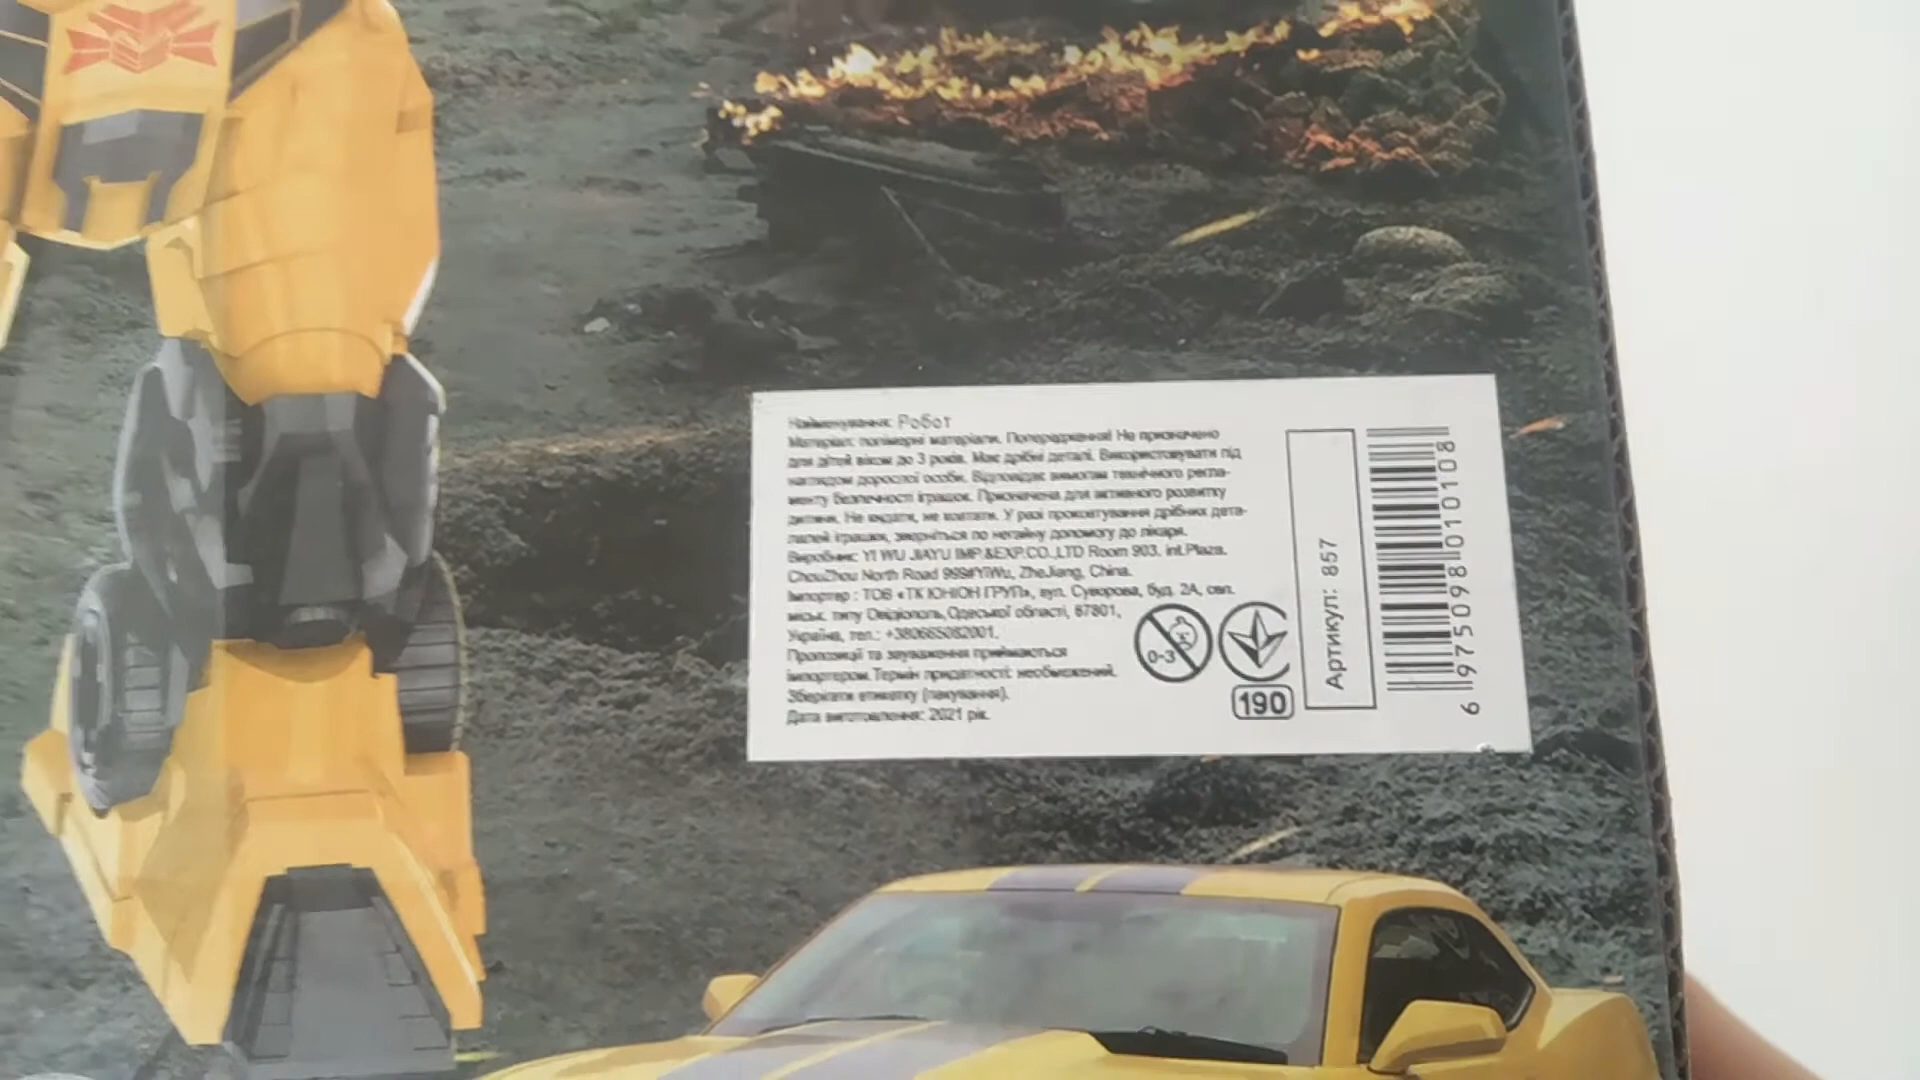 Найменування: Робот
Матеріал: полімерні матеріали. Попередження! Не призначено
для дітей віком до 3 років. Має дрібні деталі. Використовувати під
наглядом дорослої особи. Відповідає вимогам технічного регла-
менту безпечності іграшок. Призначена для активного розвитку
дитини. Не кидати, не ковтати. У разі проковтування дрібних дета-
лей іграшки, зверніться по негайну допомогу до лікаря.
Виробник: YI WU JIAYU IMP.&EXP.CO.,LTD Room 903, int.Plaza,
ChouZhou North Road 999#YiWu, ZheJiang, China.
Імпортер : ТОВ «ТК ЮНІОН ГРУП», вул. Суворова, буд. 2А, сел.
міськ. типу Овідіополь, Одеської області, 67801,
Україна, тел.: +380665082001.
Пропозиції та зауваження приймаються
імпортером. Термін придатності: необмежений.
Зберігати етикетку (пакування).
Дата виготовлення: 2021 рік.
0-3
190
Артикул: 857
6 975098 010108